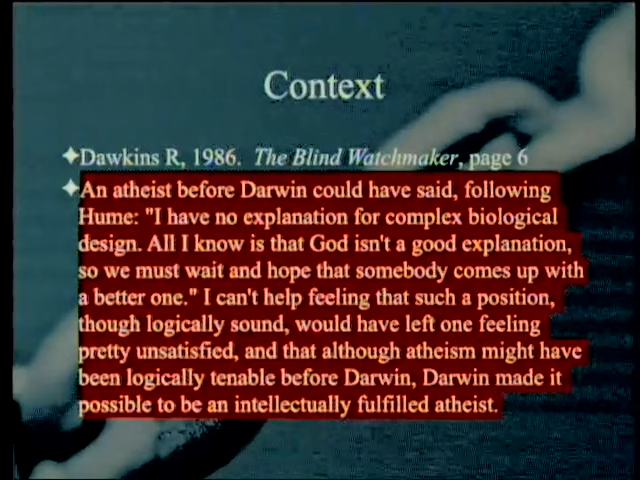 Context
✦Dawkins R, 1986. The Blind Watchmaker, page 6
✦An atheist before Darwin could have said, following
Hume: "I have no explanation for complex biological
design. All I know is that God isn't a good explanation,
so we must wait and hope that somebody comes up with
a better one." I can't help feeling that such a position,
though logically sound, would have left one feeling
pretty unsatisfied, and that although atheism might have
been logically tenable before Darwin, Darwin made it
possible to be an intellectually fulfilled atheist.